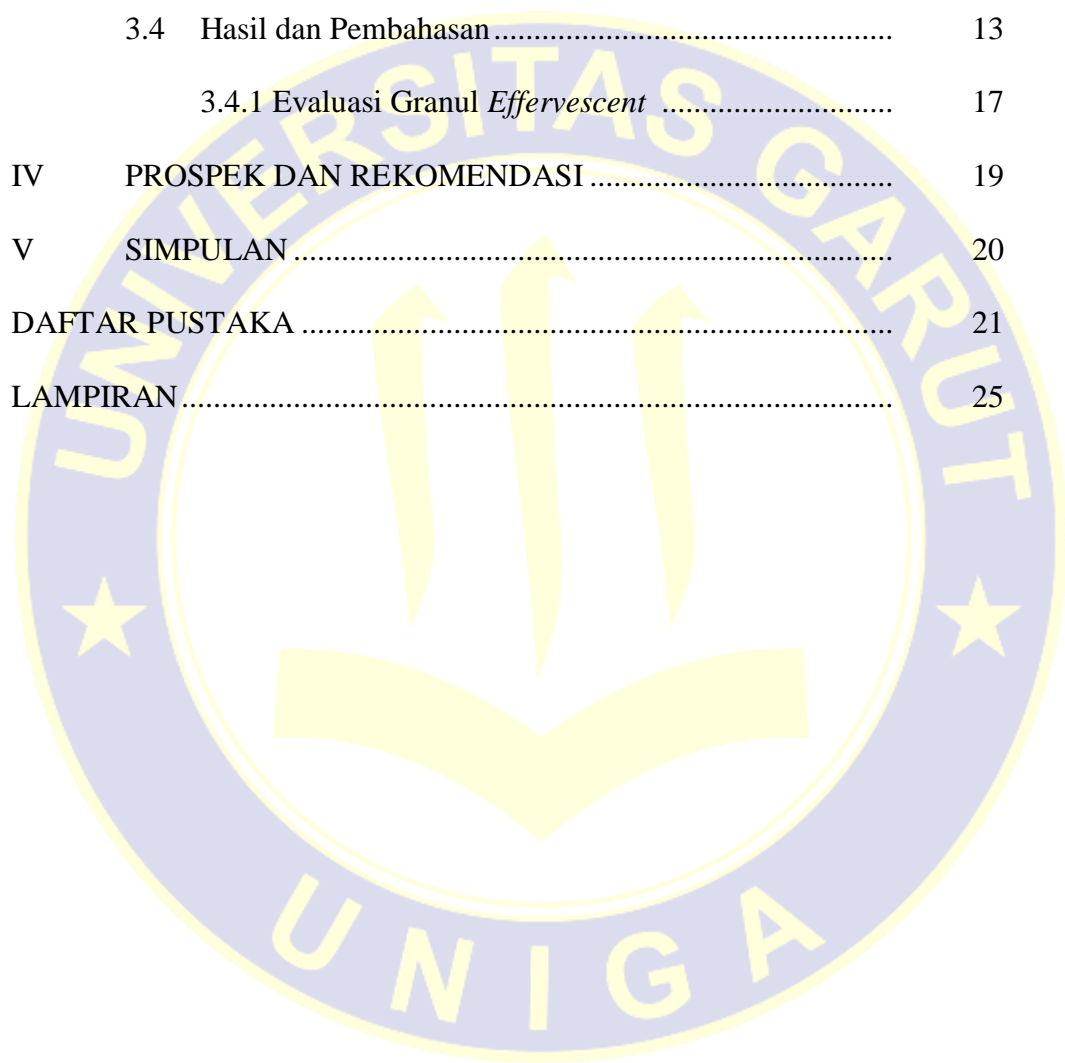 3.4 Hasil dan Pembahasan.................................................... 13
3.4.1 Evaluasi Granul Effervescent .............................. 17
IV PROSPEK DAN REKOMENDASI....................................... 19
V SIMPULAN.............................................................................. 20
DAFTAR PUSTAKA ............................................................................. 21
LAMPIRAN............................................................................................. 25
UNIVERSITAS GARUT
UNIGA